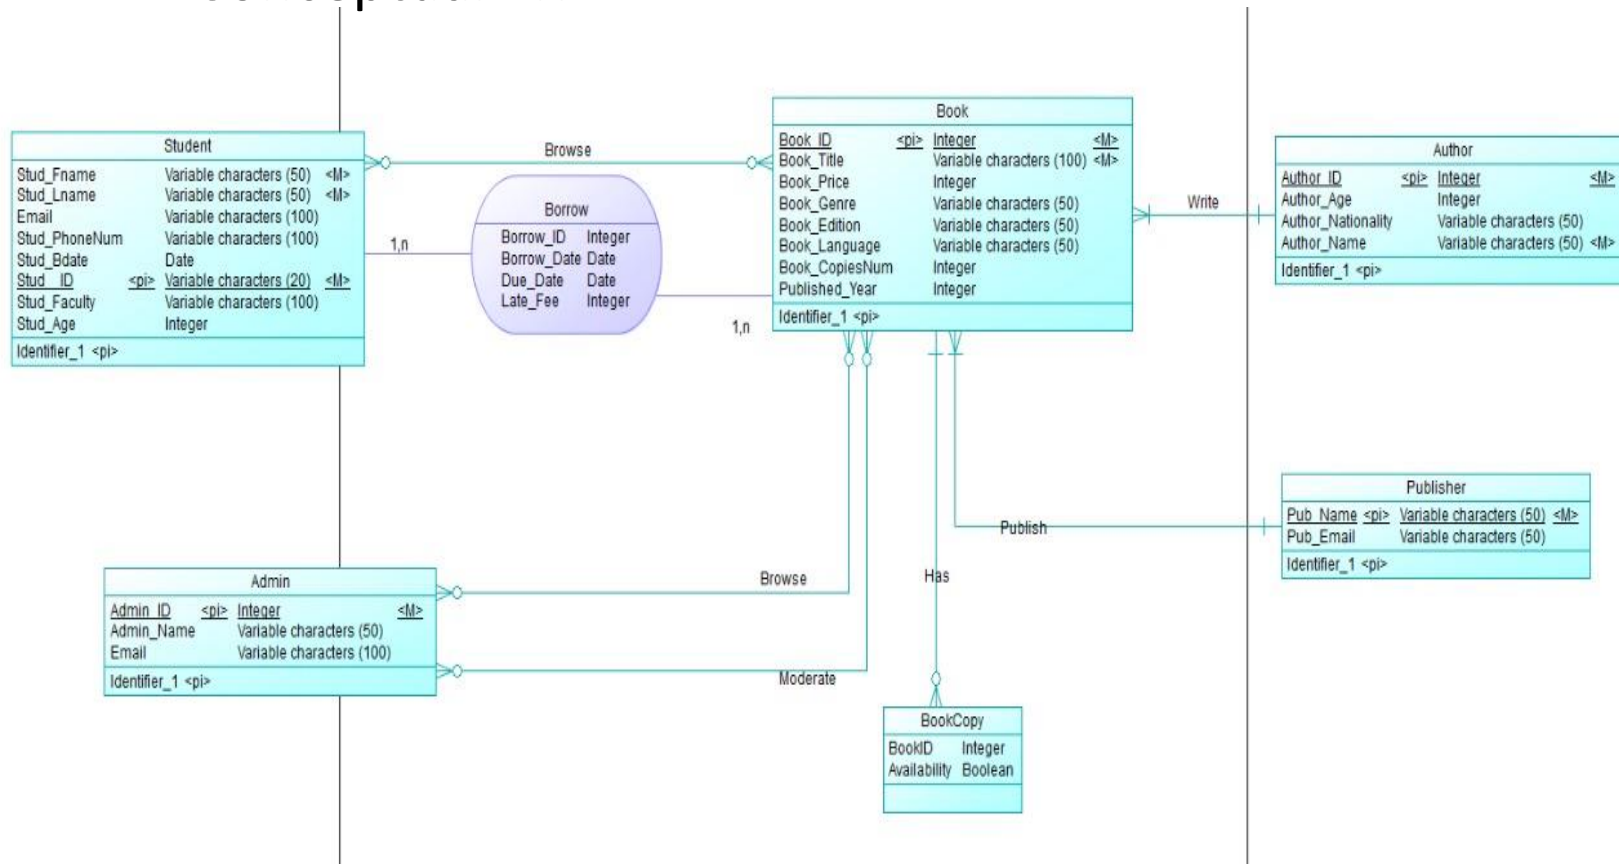 Book
Book_ID <pi> Integer <M>
Book_Title Variable characters (100) <M>
Book_Price Integer
Book_Genre Variable characters (50)
Book_Edition Variable characters (50)
Book_Language Variable characters (50)
Book_CopiesNum Integer
Published_Year Integer
Identifier_1 <pi>
Student
Stud_Fname Variable characters (50) <M>
Stud_Lname Variable characters (50) <M>
Email Variable characters (100)
Stud_PhoneNum Variable characters (100)
Stud_Bdate Date
Stud__ID <pi> Variable characters (20) <M>
Stud_Faculty Variable characters (100)
Stud_Age Integer
Identifier_1 <pi>
Browse
Borrow
Borrow_ID Integer
Borrow_Date Date
Due_Date Date
Late_Fee Integer
1,n
1,n
Write
Author
Author_ID <pi> Integer <M>
Author_Age Integer
Author_Nationality Variable characters (50)
Author_Name Variable characters (50) <M>
Identifier_1 <pi>
Publisher
Pub_Name <pi> Variable characters (50) <M>
Pub_Email Variable characters (50)
Identifier_1 <pi>
Publish
Has
Browse
Admin
Admin_ID <pi> Integer <M>
Admin_Name Variable characters (50)
Email Variable characters (100)
Identifier_1 <pi>
Moderate
BookCopy
BookID Integer
Availability Boolean